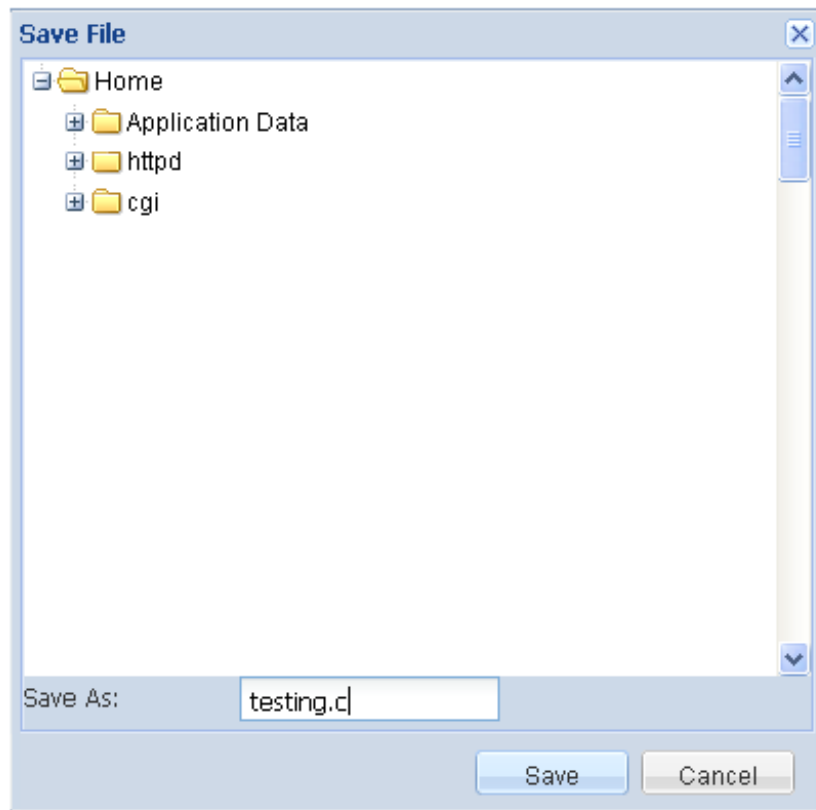 Save File
Home
Application Data
httpd
cgi
Save As: testing.c
Save Cancel